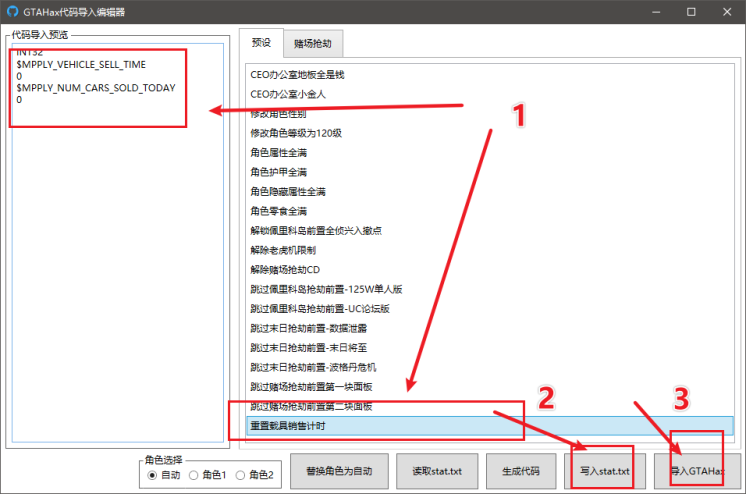 GTAHax代码导入编辑器
代码导入预览
INT32
$MPPLY_VEHICLE_SELL_TIME
0
$MPPLY_NUM_CARS_SOLD_TODAY
0
预设
赌场抢劫
CEO办公室地板全是钱
CEO办公室小金人
修改角色性别
修改角色等级为120级
角色属性全满
角色护甲全满
角色隐藏属性全满
角色零食全满
解锁佩里科岛前置全侦兴入撤点
解除老虎机限制
解除赌场抢劫CD
跳过佩里科岛抢劫前置-125W单人版
跳过佩里科岛抢劫前置-UC论坛版
跳过末日抢劫前置-数据泄露
跳过末日抢劫前置-末日将至
跳过末日抢劫前置-波格丹危机
跳过赌场抢劫前置第一块面板
跳过赌场抢劫前置第二块面板
重置载具销售计时
1
2
3
角色选择
自动
角色1
角色2
替换角色为自动
读取stat.txt
生成代码
写入stat.txt
导入GTAHax